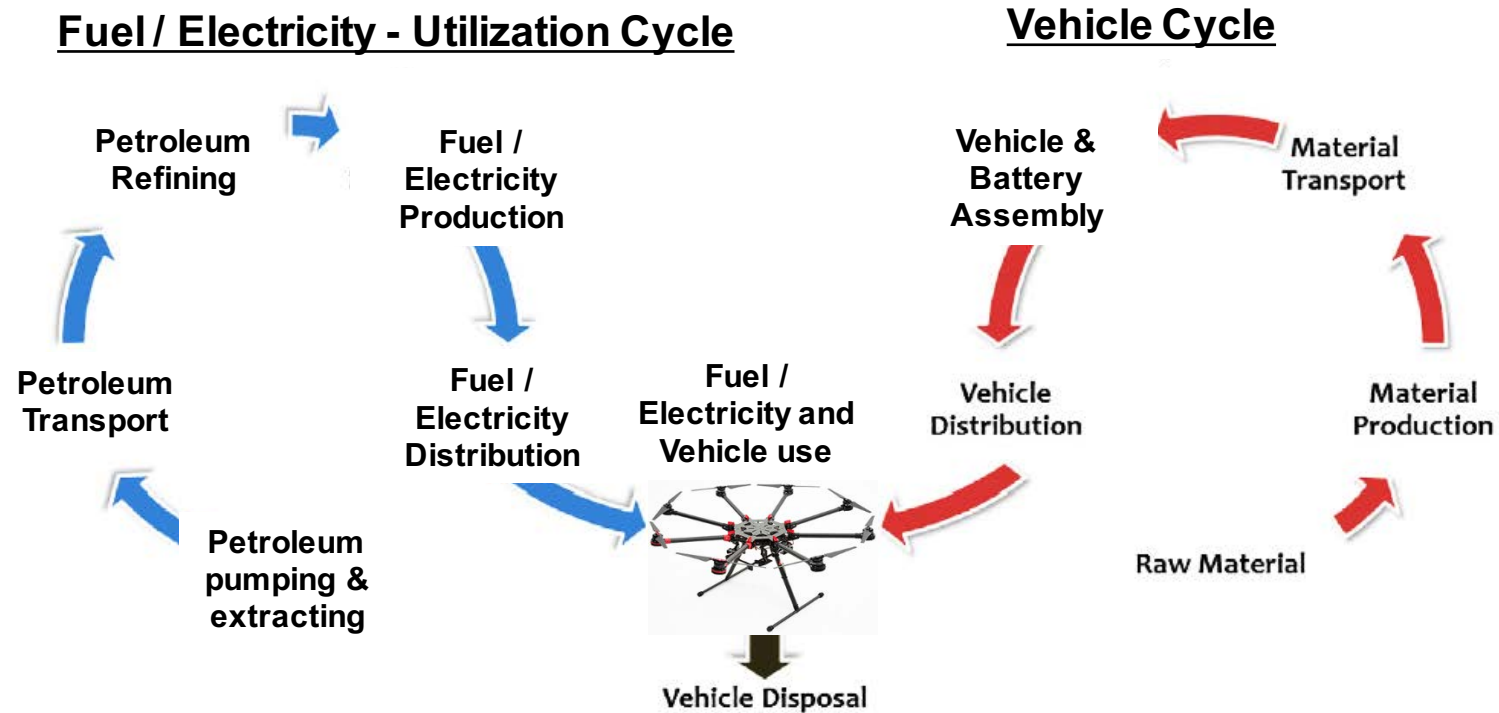 Fuel / Electricity - Utilization Cycle
Vehicle Cycle
Petroleum
Refining
Fuel /
Electricity
Production
Vehicle &
Battery
Assembly
Material
Transport
Petroleum
Transport
Fuel /
Electricity
Distribution
Fuel /
Electricity and
Vehicle use
Vehicle
Distribution
Material
Production
Petroleum
pumping &
extracting
Raw Material
Vehicle Disposal